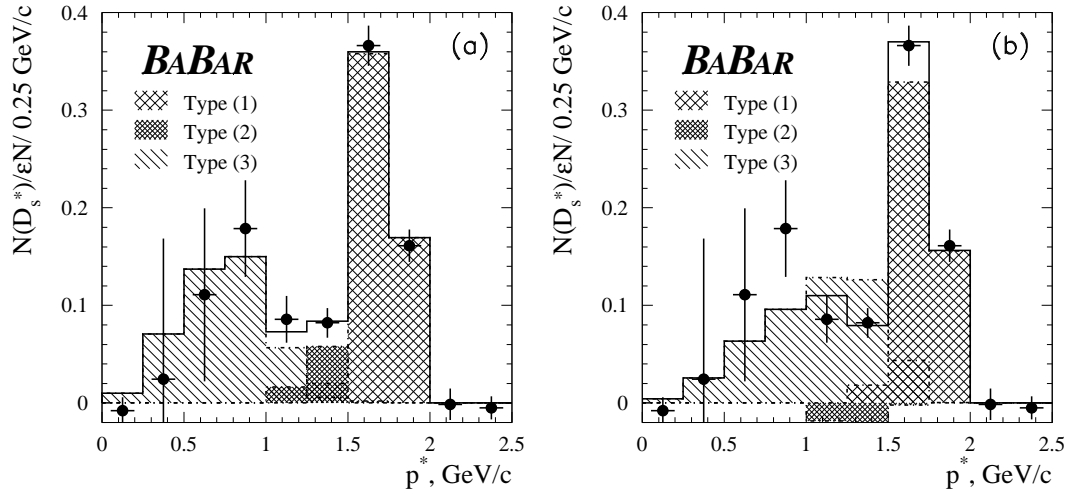 N(D_s^*)/εN/ 0.25 GeV/c
0.4
0.3
0.2
0.1
0
BABAR
(a)
Type (1)
Type (2)
Type (3)
0 0.5 1 1.5 2 2.5
p^*, GeV/c
N(D_s^*)/εN/ 0.25 GeV/c
0.4
0.3
0.2
0.1
0
BABAR
(b)
Type (1)
Type (2)
Type (3)
0 0.5 1 1.5 2 2.5
p^*, GeV/c